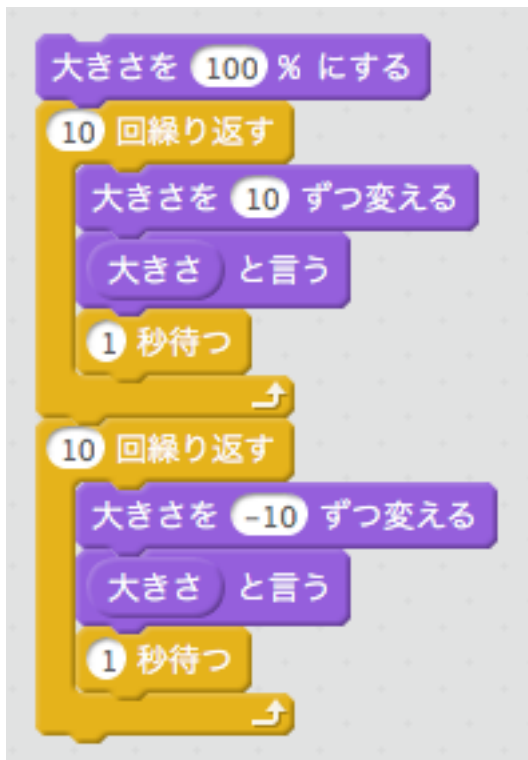 大きさを 100 % にする
10 回繰り返す
大きさを 10 ずつ変える
大きさ と言う
1 秒待つ
10 回繰り返す
大きさを -10 ずつ変える
大きさ と言う
1 秒待つ